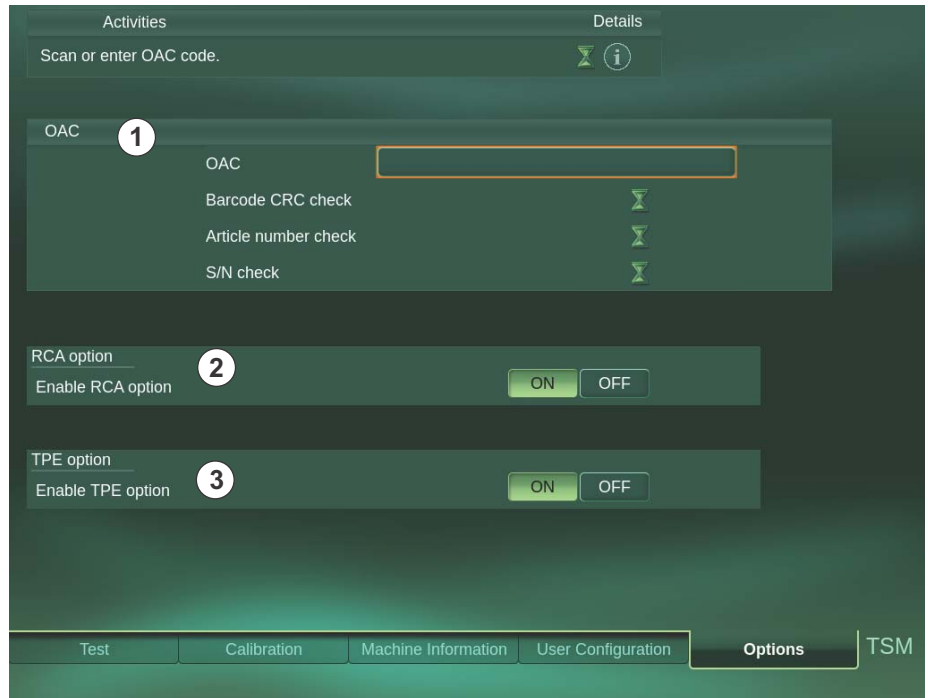 Activities Details
Scan or enter OAC code. i
OAC 1
OAC
Barcode CRC check
Article number check
S/N check
RCA option
2
Enable RCA option ON OFF
TPE option
3
Enable TPE option ON OFF
Test Calibration Machine Information User Configuration Options TSM